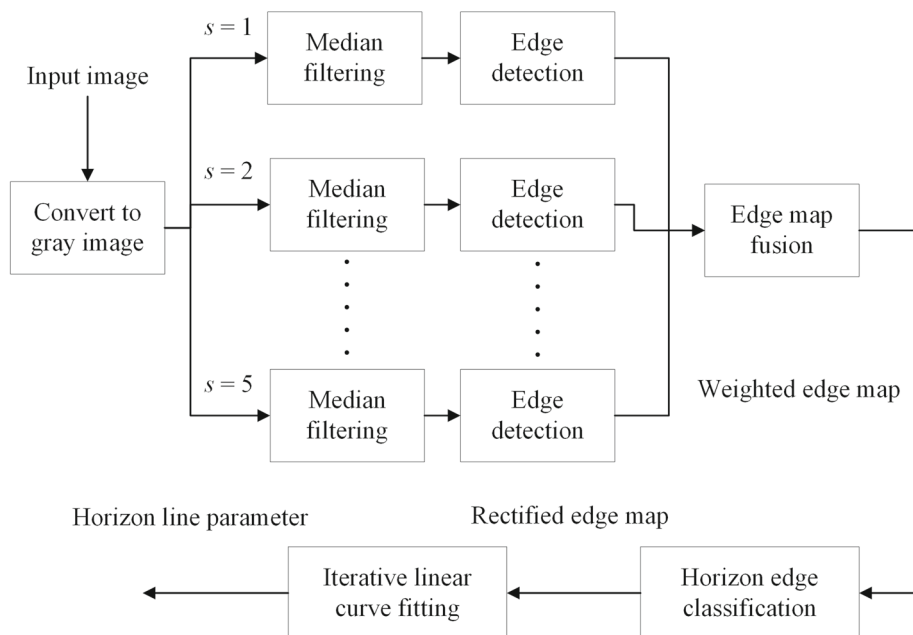 s = 1
Median
filtering
Edge
detection
Input image
Convert to
gray image
s = 2
Median
filtering
Edge
detection
Edge map
fusion
s = 5
Median
filtering
Edge
detection
Weighted edge map
Horizon line parameter
Rectified edge map
Iterative linear
curve fitting
Horizon edge
classification